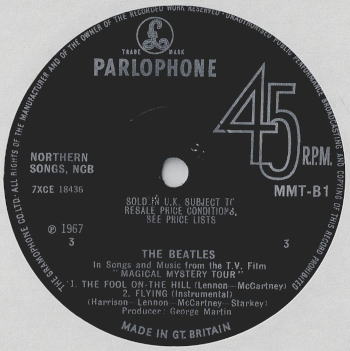 E.M.I. RECORDS
TRADE MARK
PARLOPHONE
45
R.P.M.
NORTHERN
SONGS, NCB
7XCE 18436
MMT-B1
SOLD IN U.K. SUBJECT TO
RESALE PRICE CONDITIONS,
SEE PRICE LISTS
℗ 1967
3
3
THE BEATLES
In Songs and Music from the T.V. Film
"MAGICAL MYSTERY TOUR"
1. THE FOOL ON THE HILL (Lennon—McCartney)
2. FLYING (Instrumental)
(Harrison—Lennon—McCartney—Starkey)
Producer: George Martin
MADE IN GT. BRITAIN
THE GRAMOPHONE CO. LTD. ALL RIGHTS OF THE MANUFACTURER AND OF THE OWNER OF THE RECORDED WORK RESERVED UNAUTHORISED PUBLIC PERFORMANCE BROADCASTING AND COPYING OF THIS RECORD PROHIBITED